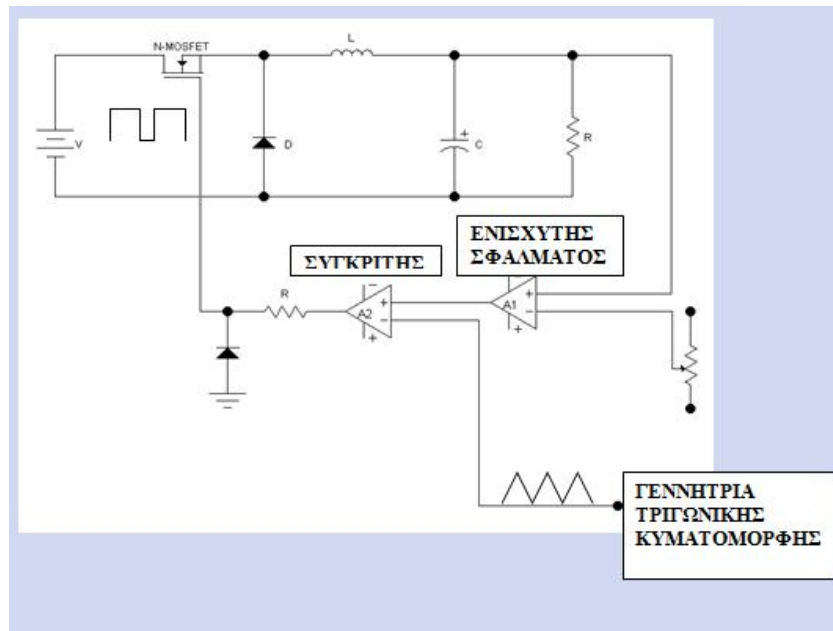 N-MOSFET
L
V
D
+
C
R
ΕΝΙΣΧΥΤΗΣ
ΣΦΑΛΜΑΤΟΣ
ΣΥΓΚΡΙΤΗΣ
R
−
+
A2
−
+
−
+
A1
−
+
ΓΕΝΝΗΤΡΙΑ
ΤΡΙΓΩΝΙΚΗΣ
ΚΥΜΑΤΟΜΟΡΦΗΣ